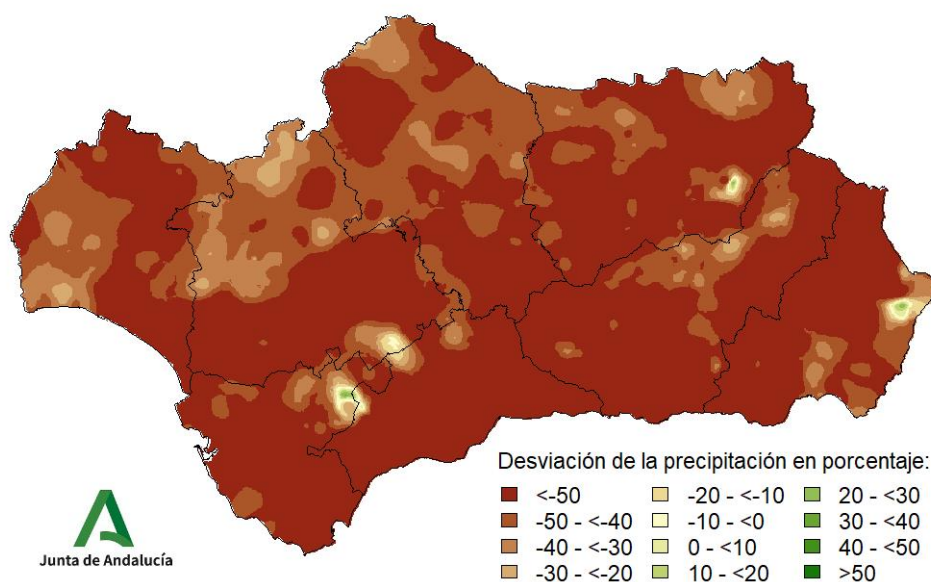 Desviación de la precipitación en porcentaje:
<-50
-50 - <-40
-40 - <-30
-30 - <-20
-20 - <-10
-10 - <0
0 - <10
10 - <20
20 - <30
30 - <40
40 - <50
>50
Junta de Andalucía